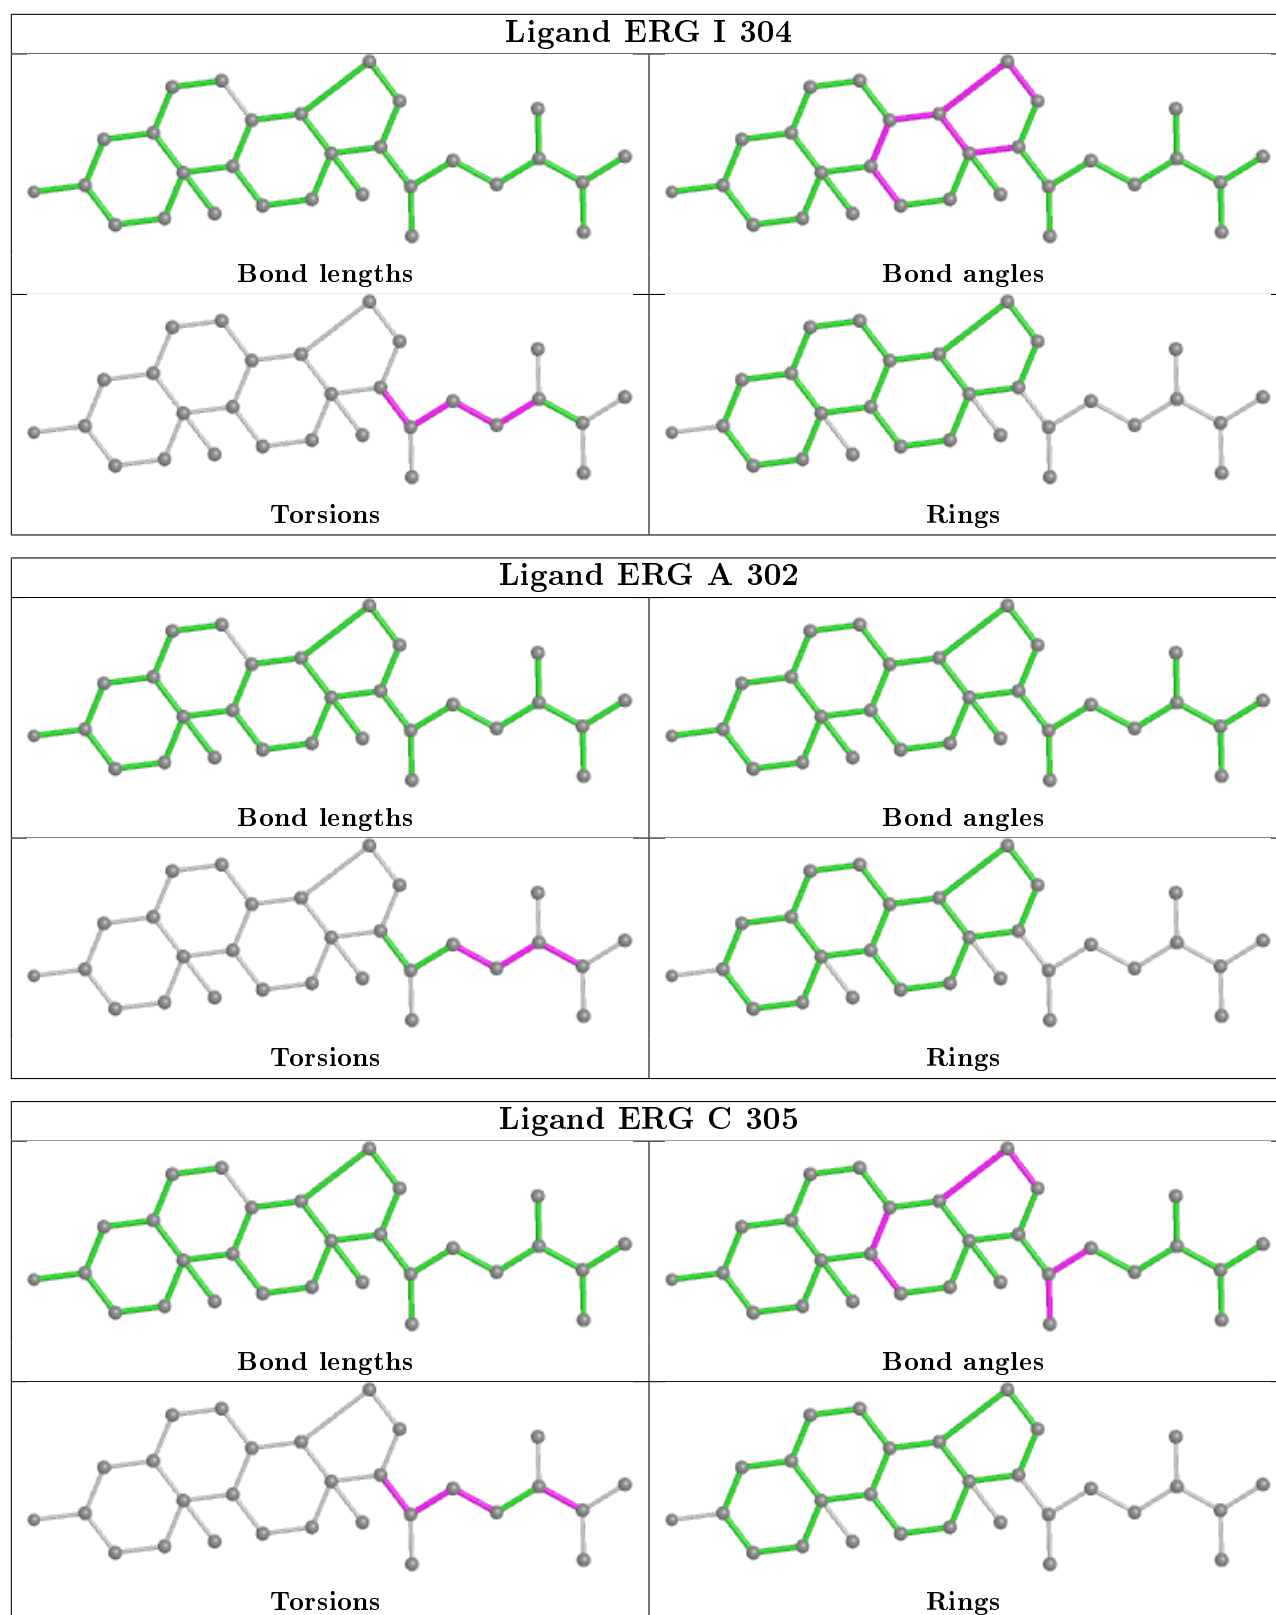 Ligand ERG I 304
Bond lengths
Bond angles
Torsions
Rings
Ligand ERG A 302
Bond lengths
Bond angles
Torsions
Rings
Ligand ERG C 305
Bond lengths
Bond angles
Torsions
Rings